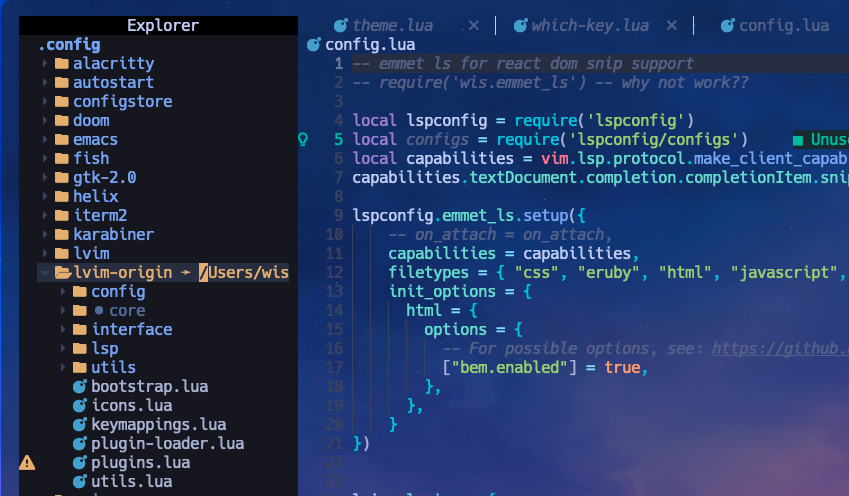 Explorer
.config
alacritty
autostart
configstore
doom
emacs
fish
gtk-2.0
helix
iterm2
karabiner
lvim
lvim-origin ➛ /Users/wis
config
core
interface
lsp
utils
bootstrap.lua
icons.lua
keymappings.lua
plugin-loader.lua
plugins.lua
utils.lua
theme.lua × | which-key.lua × | config.lua
config.lua
1 -- emmet ls for react dom snip support
2 -- require('wis.emmet_ls') -- why not work??
3
4 local lspconfig = require('lspconfig')
5 local configs = require('lspconfig/configs') ■ Unus
6 local capabilities = vim.lsp.protocol.make_client_capab
7 capabilities.textDocument.completion.completionItem.snip
8
9 lspconfig.emmet_ls.setup({
10 -- on_attach = on_attach,
11 capabilities = capabilities,
12 filetypes = { "css", "eruby", "html", "javascript",
13 init_options = {
14 html = {
15 options = {
16 -- For possible options, see: https://github.
17 ["bem.enabled"] = true,
18 },
19 },
20 }
21 })
22